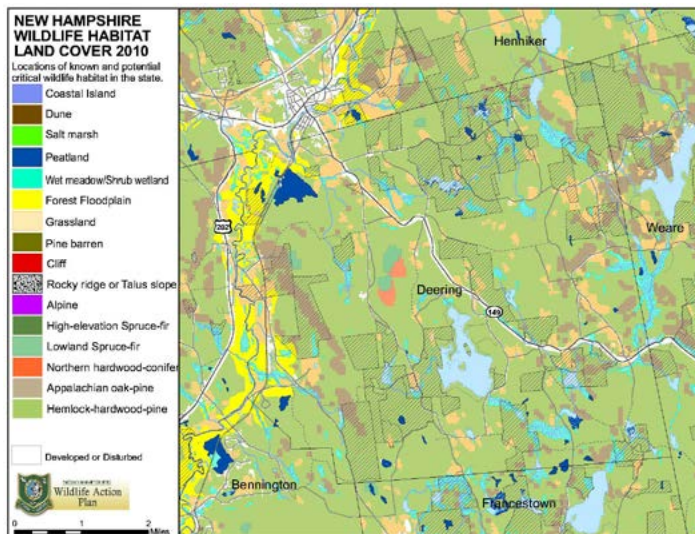 NEW HAMPSHIRE
WILDLIFE HABITAT
LAND COVER 2010
Locations of known and potential
critical wildlife habitat in the state.
Coastal Island
Dune
Salt marsh
Peatland
Wet meadow/Shrub wetland
Forest Floodplain
Grassland
Pine barren
Cliff
Rocky ridge or Talus slope
Alpine
High-elevation Spruce-fir
Lowland Spruce-fir
Northern hardwood-conifer
Appalachian oak-pine
Hemlock-hardwood-pine
Developed or Disturbed
NEW HAMPSHIRE
Wildlife Action
Plan
0 1 2
Miles
Henniker
202
Weare
Deering
149
Bennington
Francestown